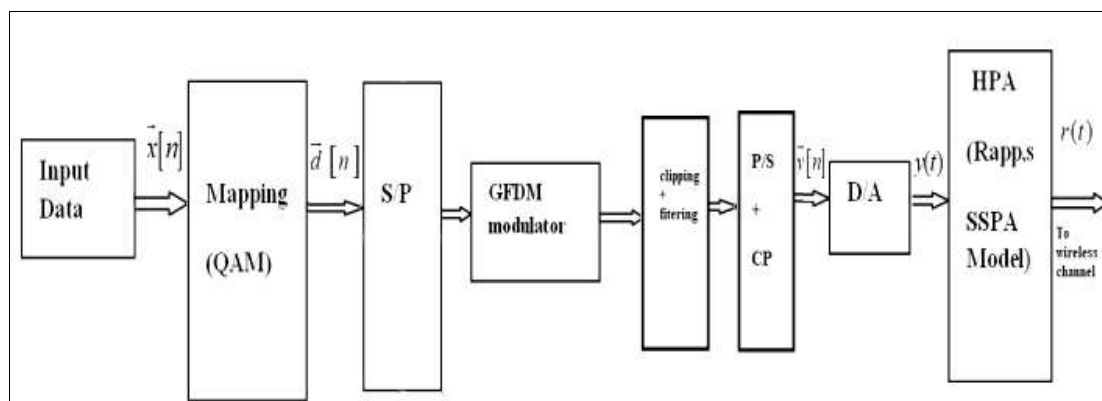 Input
Data
x⃗[n]
Mapping
(QAM)
d⃗ [n]
S/P
GFDM
modulator
clipping
+
fitering
P/S
+
CP
v⃗[n]
D/A
y(t)
HPA
(Rapp,s
SSPA
Model)
r(t)
To
wireless
channel